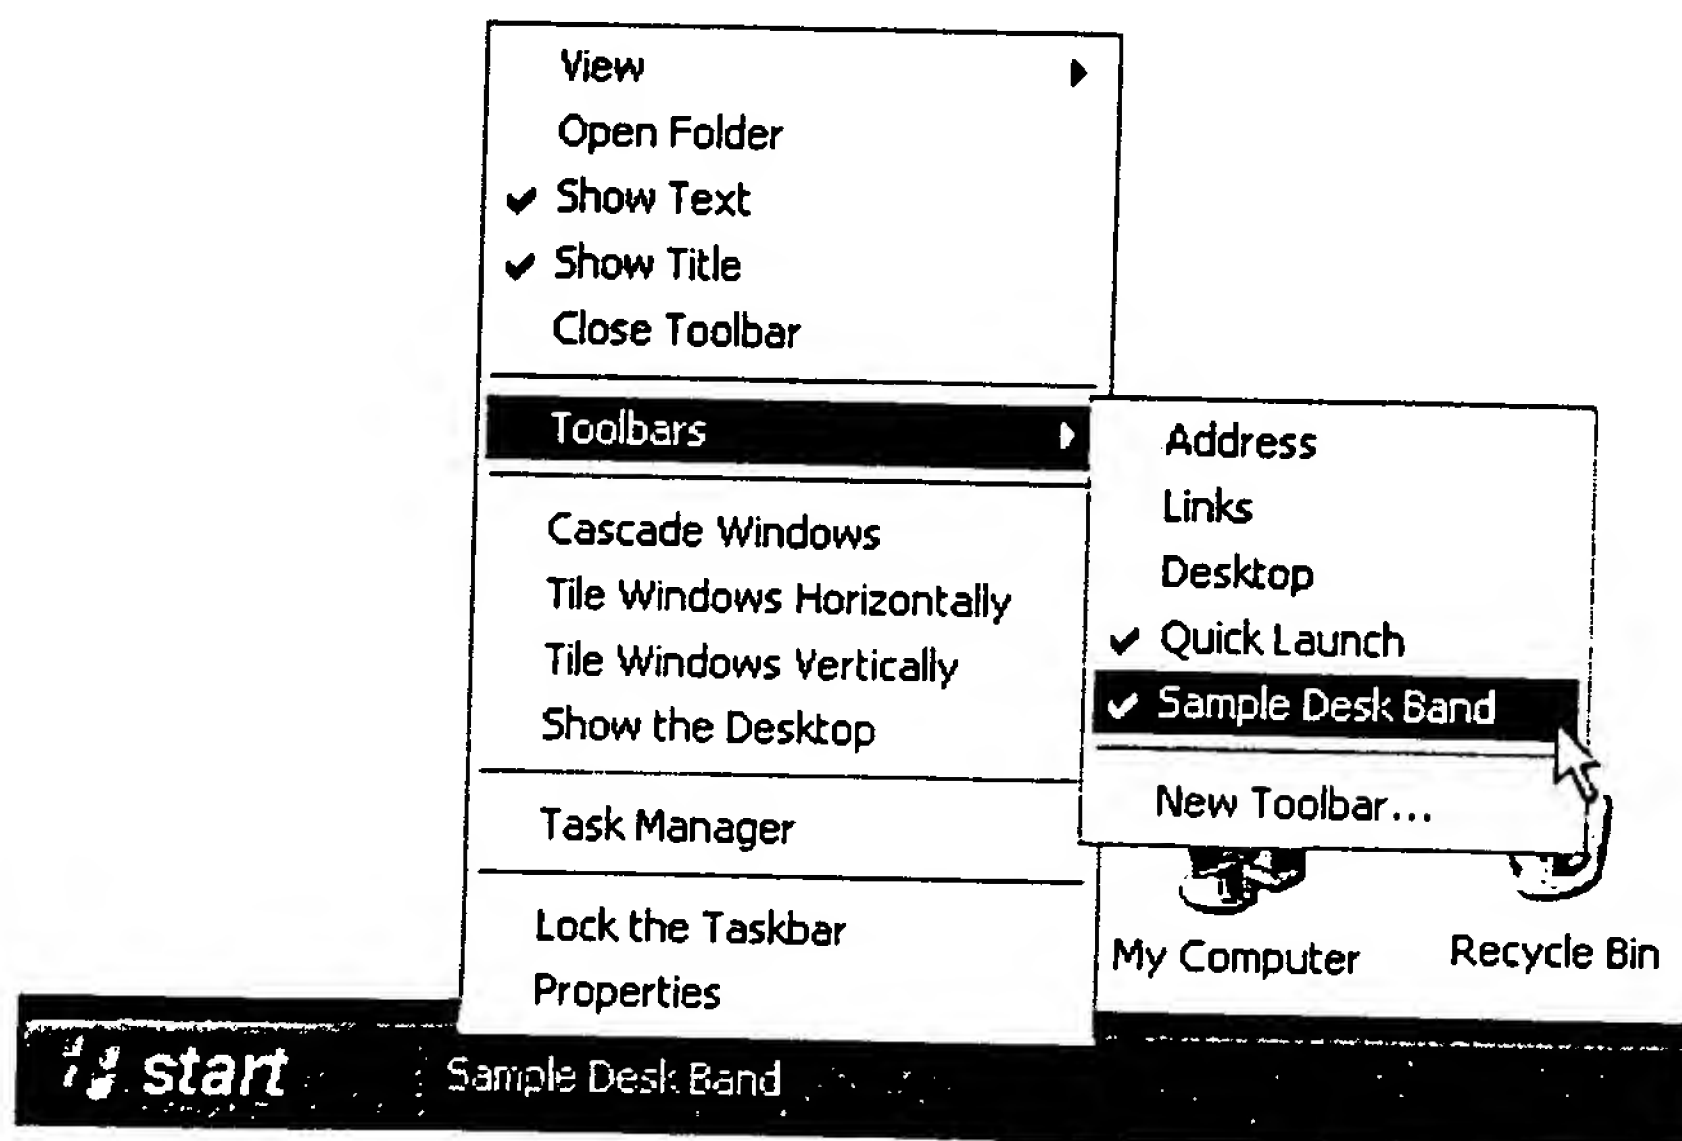 View
Open Folder
Show Text
Show Title
Close Toolbar
Toolbars
Cascade Windows
Tile Windows Horizontally
Tile Windows Vertically
Show the Desktop
Task Manager
Lock the Taskbar
Properties
Address
Links
Desktop
Quick Launch
Sample Desk Band
New Toolbar...
My Computer
Recycle Bin
start
Sample Desk Band